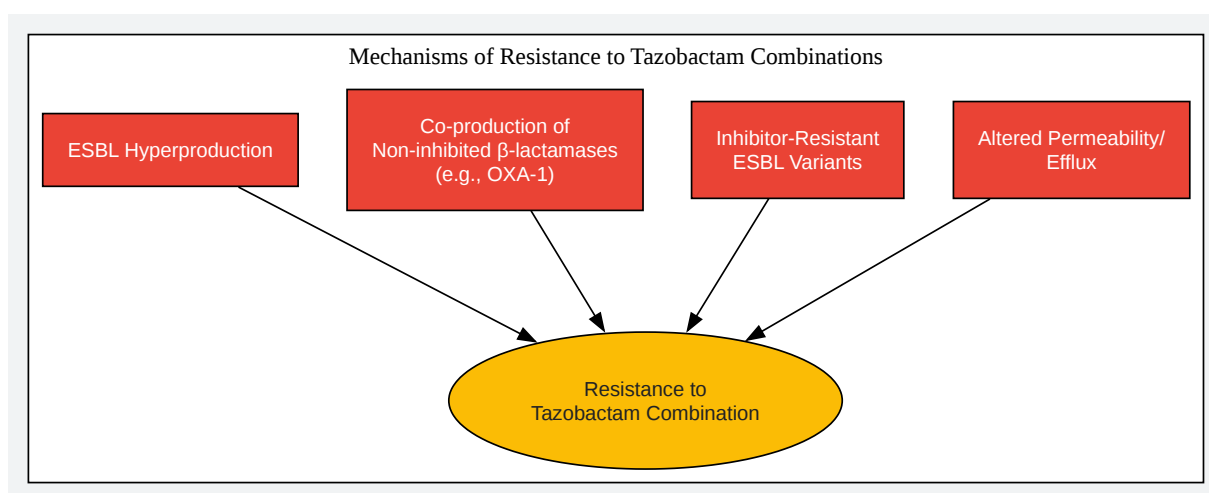 Mechanisms of Resistance to Tazobactam Combinations
ESBL Hyperproduction
Co-production of
Non-inhibited β-lactamases
(e.g., OXA-1)
Inhibitor-Resistant
ESBL Variants
Altered Permeability/
Efflux
Resistance to
Tazobactam Combination